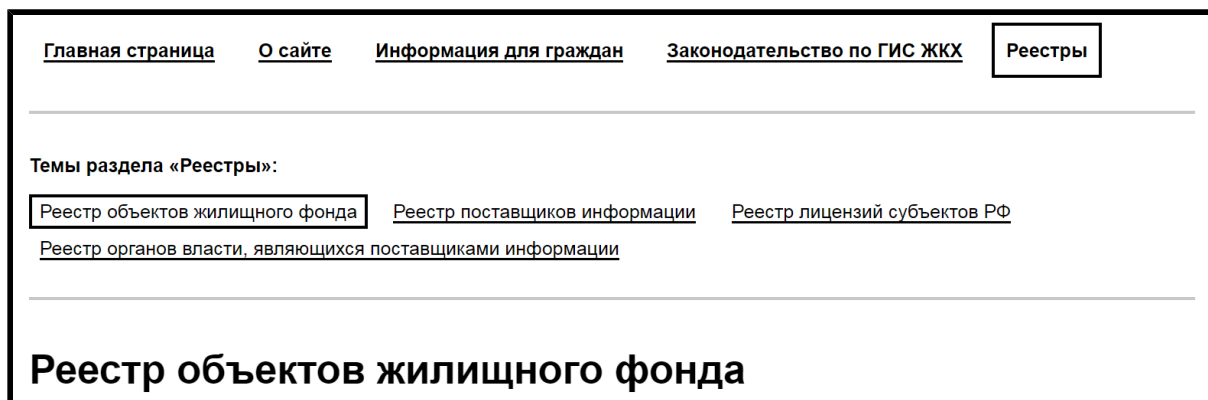 Главная страница О сайте Информация для граждан Законодательство по ГИС ЖКХ Реестры
Темы раздела «Реестры»:
Реестр объектов жилищного фонда Реестр поставщиков информации Реестр лицензий субъектов РФ
Реестр органов власти, являющихся поставщиками информации
Реестр объектов жилищного фонда